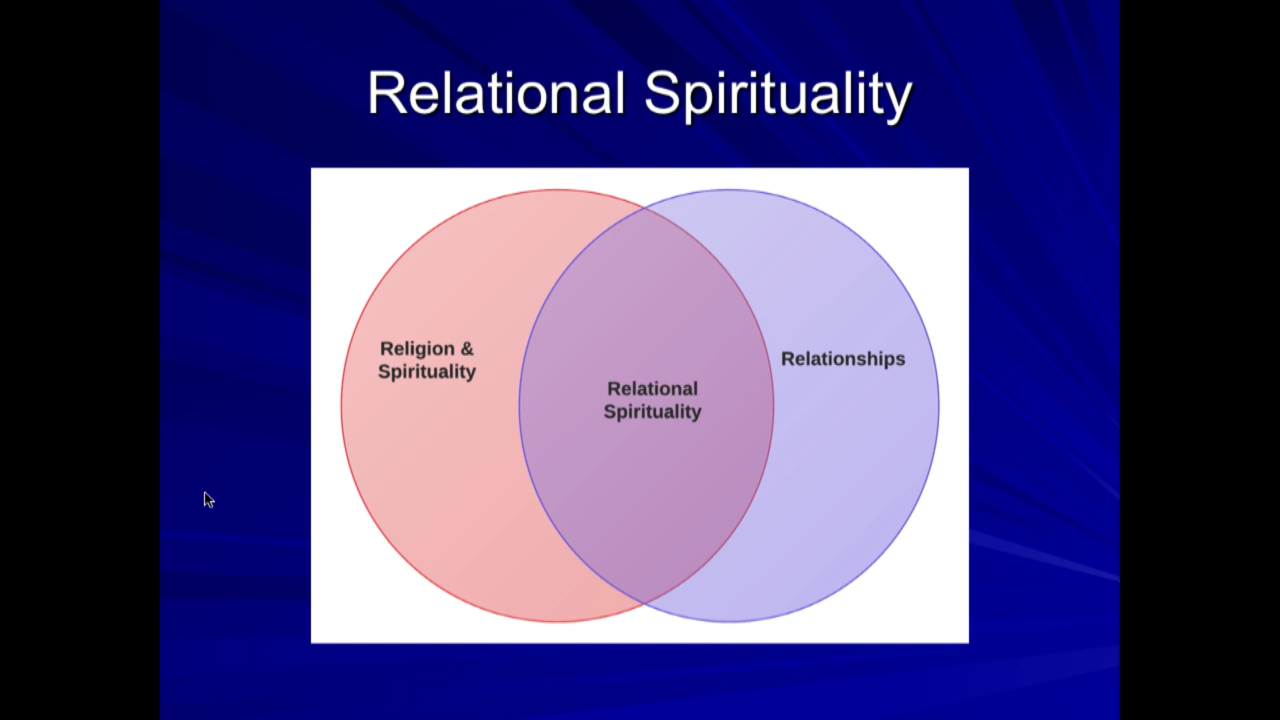 Relational Spirituality
Religion &
Spirituality
Relational
Spirituality
Relationships